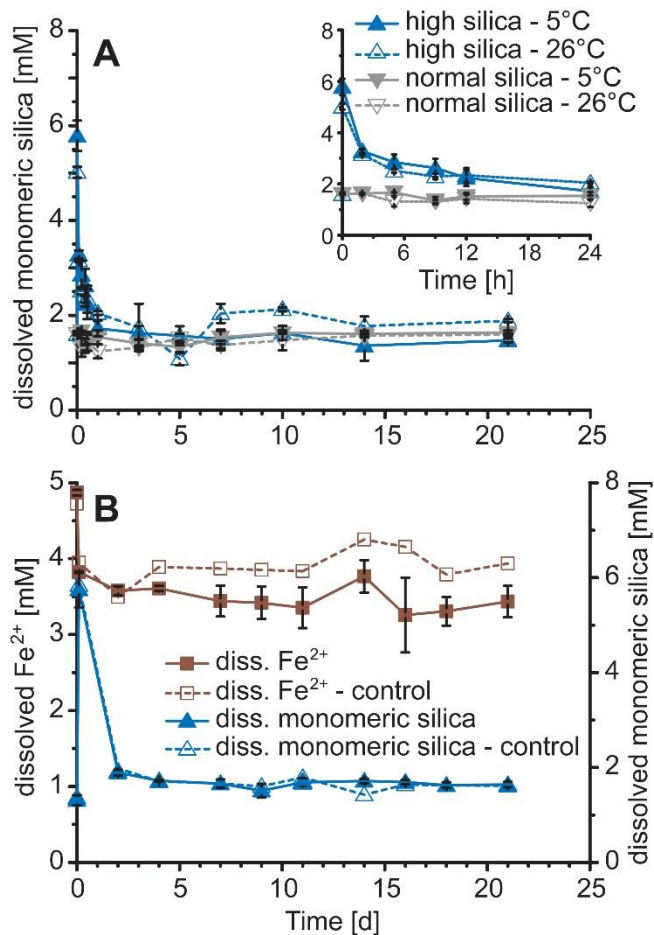 A
dissolved monomeric silica [mM]
8
6
4
2
0
0 5 10 15 20 25
high silica - 5°C
high silica - 26°C
normal silica - 5°C
normal silica - 26°C
8
6
4
2
0
0 6 12 18 24
Time [h]
B
dissolved Fe²⁺ [mM]
5
4
3
2
1
0
diss. Fe²⁺
diss. Fe²⁺ - control
diss. monomeric silica
diss. monomeric silica - control
8
6
4
2
0
dissolved monomeric silica [mM]
0 5 10 15 20 25
Time [d]